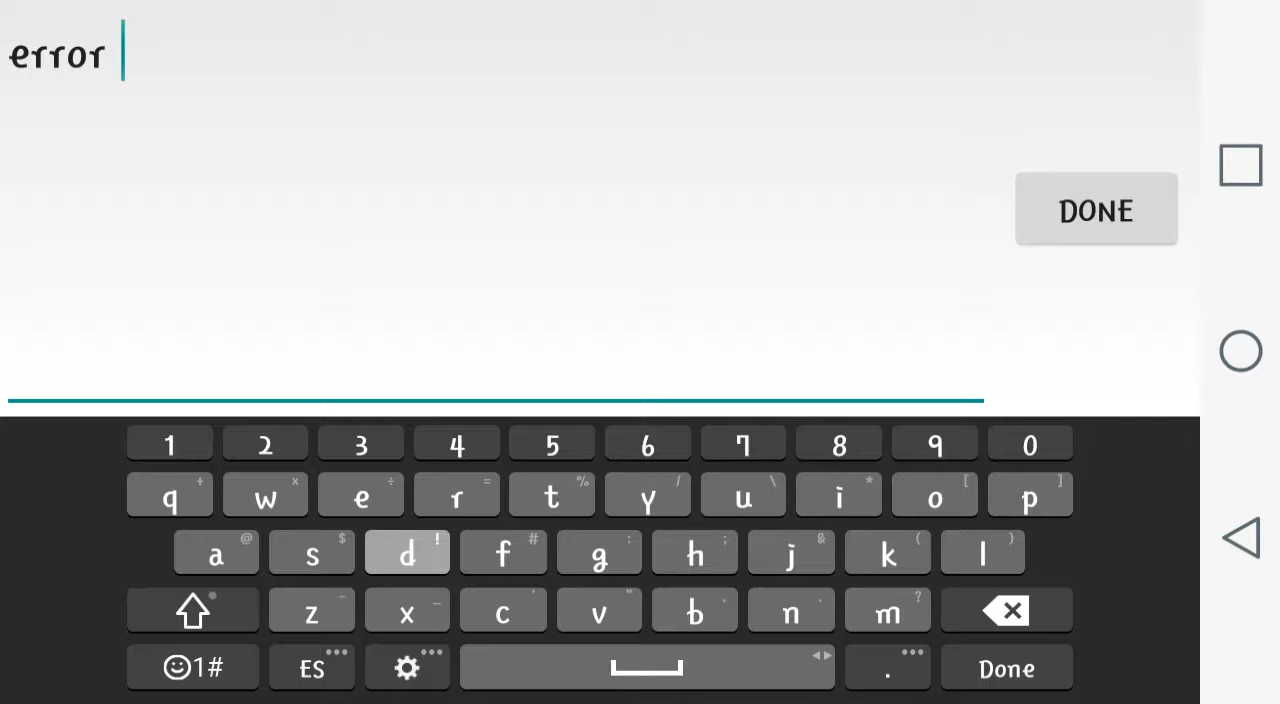 error
DONE
1 2 3 4 5 6 7 8 9 0
q + w x e ÷ r = t % y / u \ i * o [ p ]
a @ s $ d ! f # g : h ; j & k ( l )
z - x _ c ' v " b , n . m ?
1# ES ... ... . ... Done